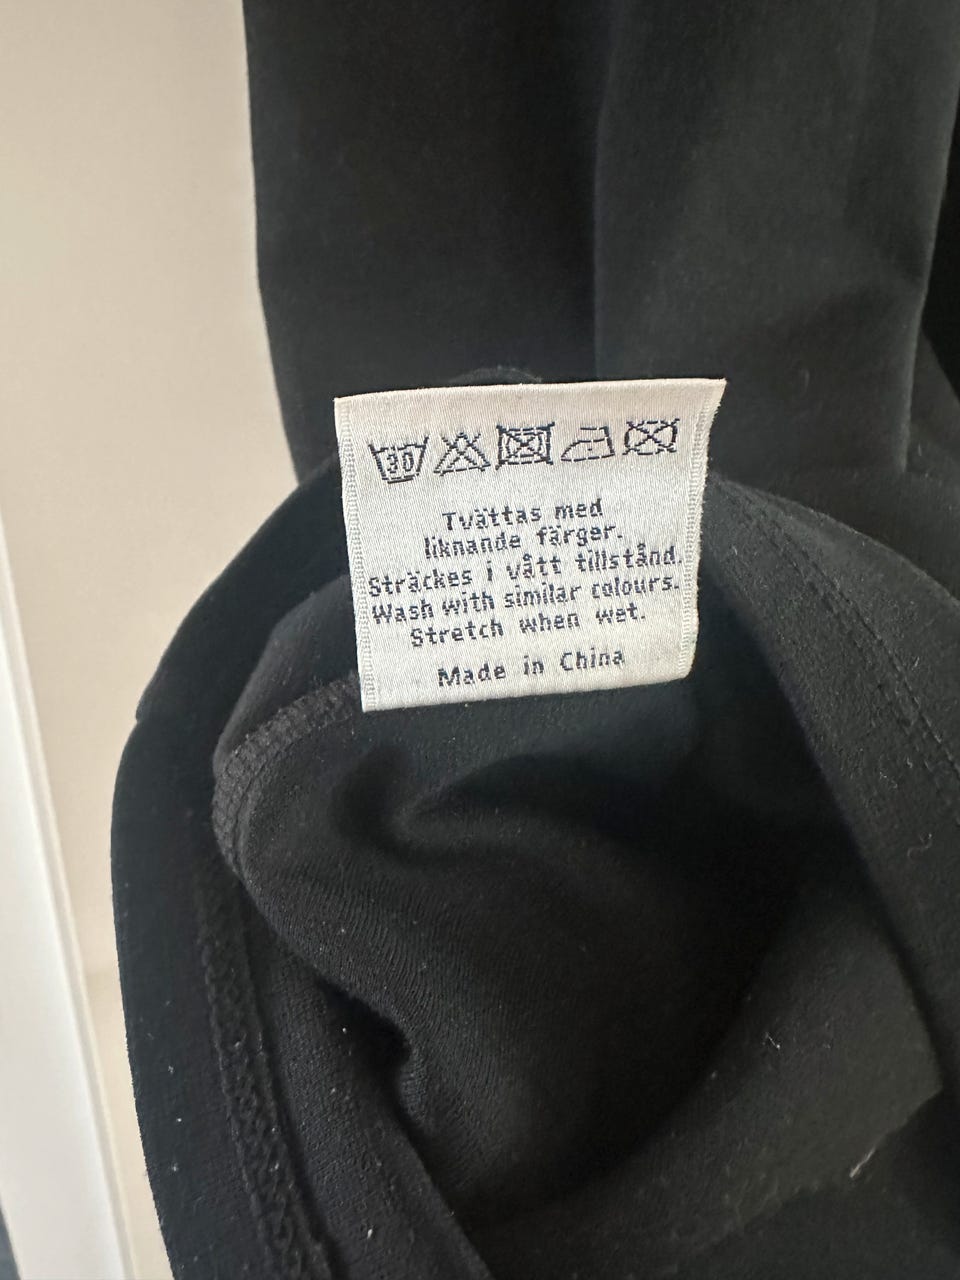 30
Tvättas med
liknande färger.
Sträckes i vått tillstånd.
Wash with similar colours.
Stretch when wet.
Made in China